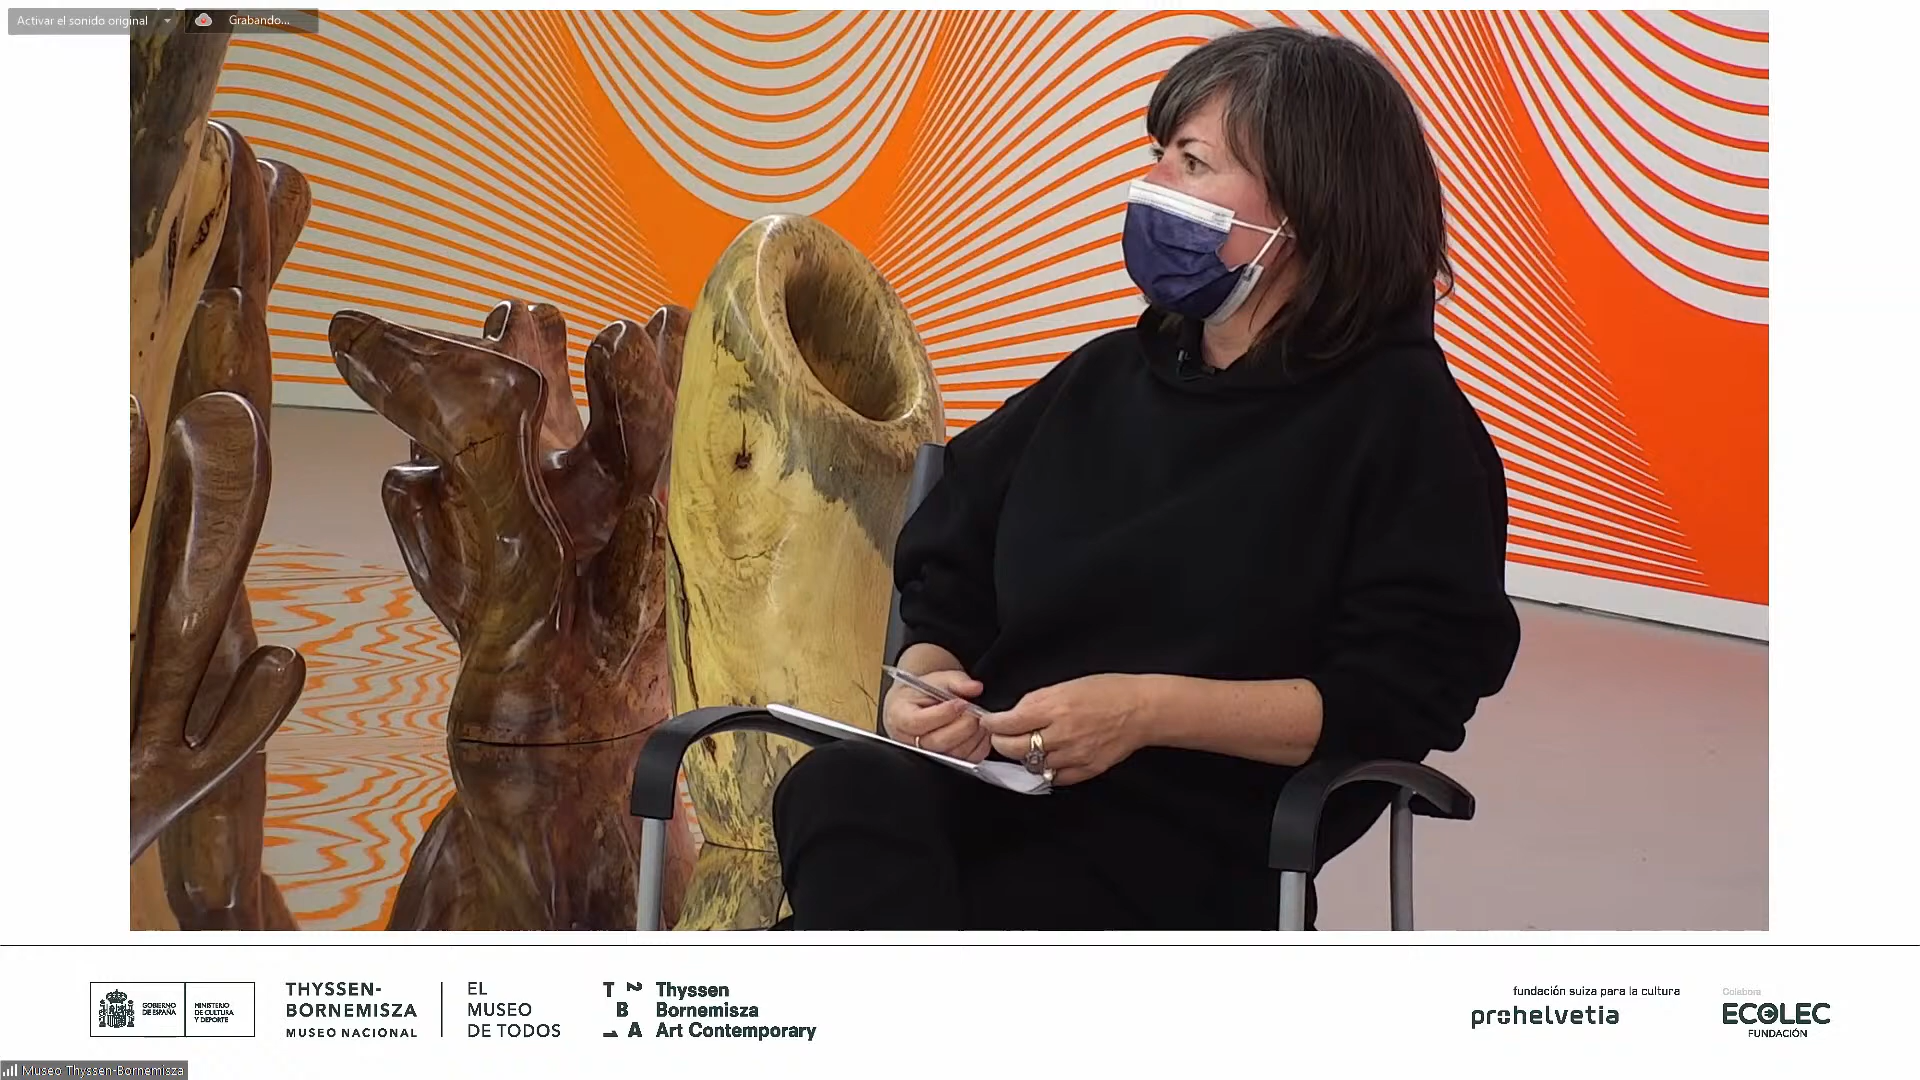 Activar el sonido original
Grabando...
GOBIERNO
DE ESPAÑA
MINISTERIO
DE CULTURA
Y DEPORTE
THYSSEN-
BORNEMISZA
MUSEO NACIONAL
EL
MUSEO
DE TODOS
T
B
A
Thyssen
Bornemisza
Art Contemporary
fundación suiza para la cultura
prohelvetia
Colabora
ECOLEC
FUNDACIÓN
Museo Thyssen-Bornemisza